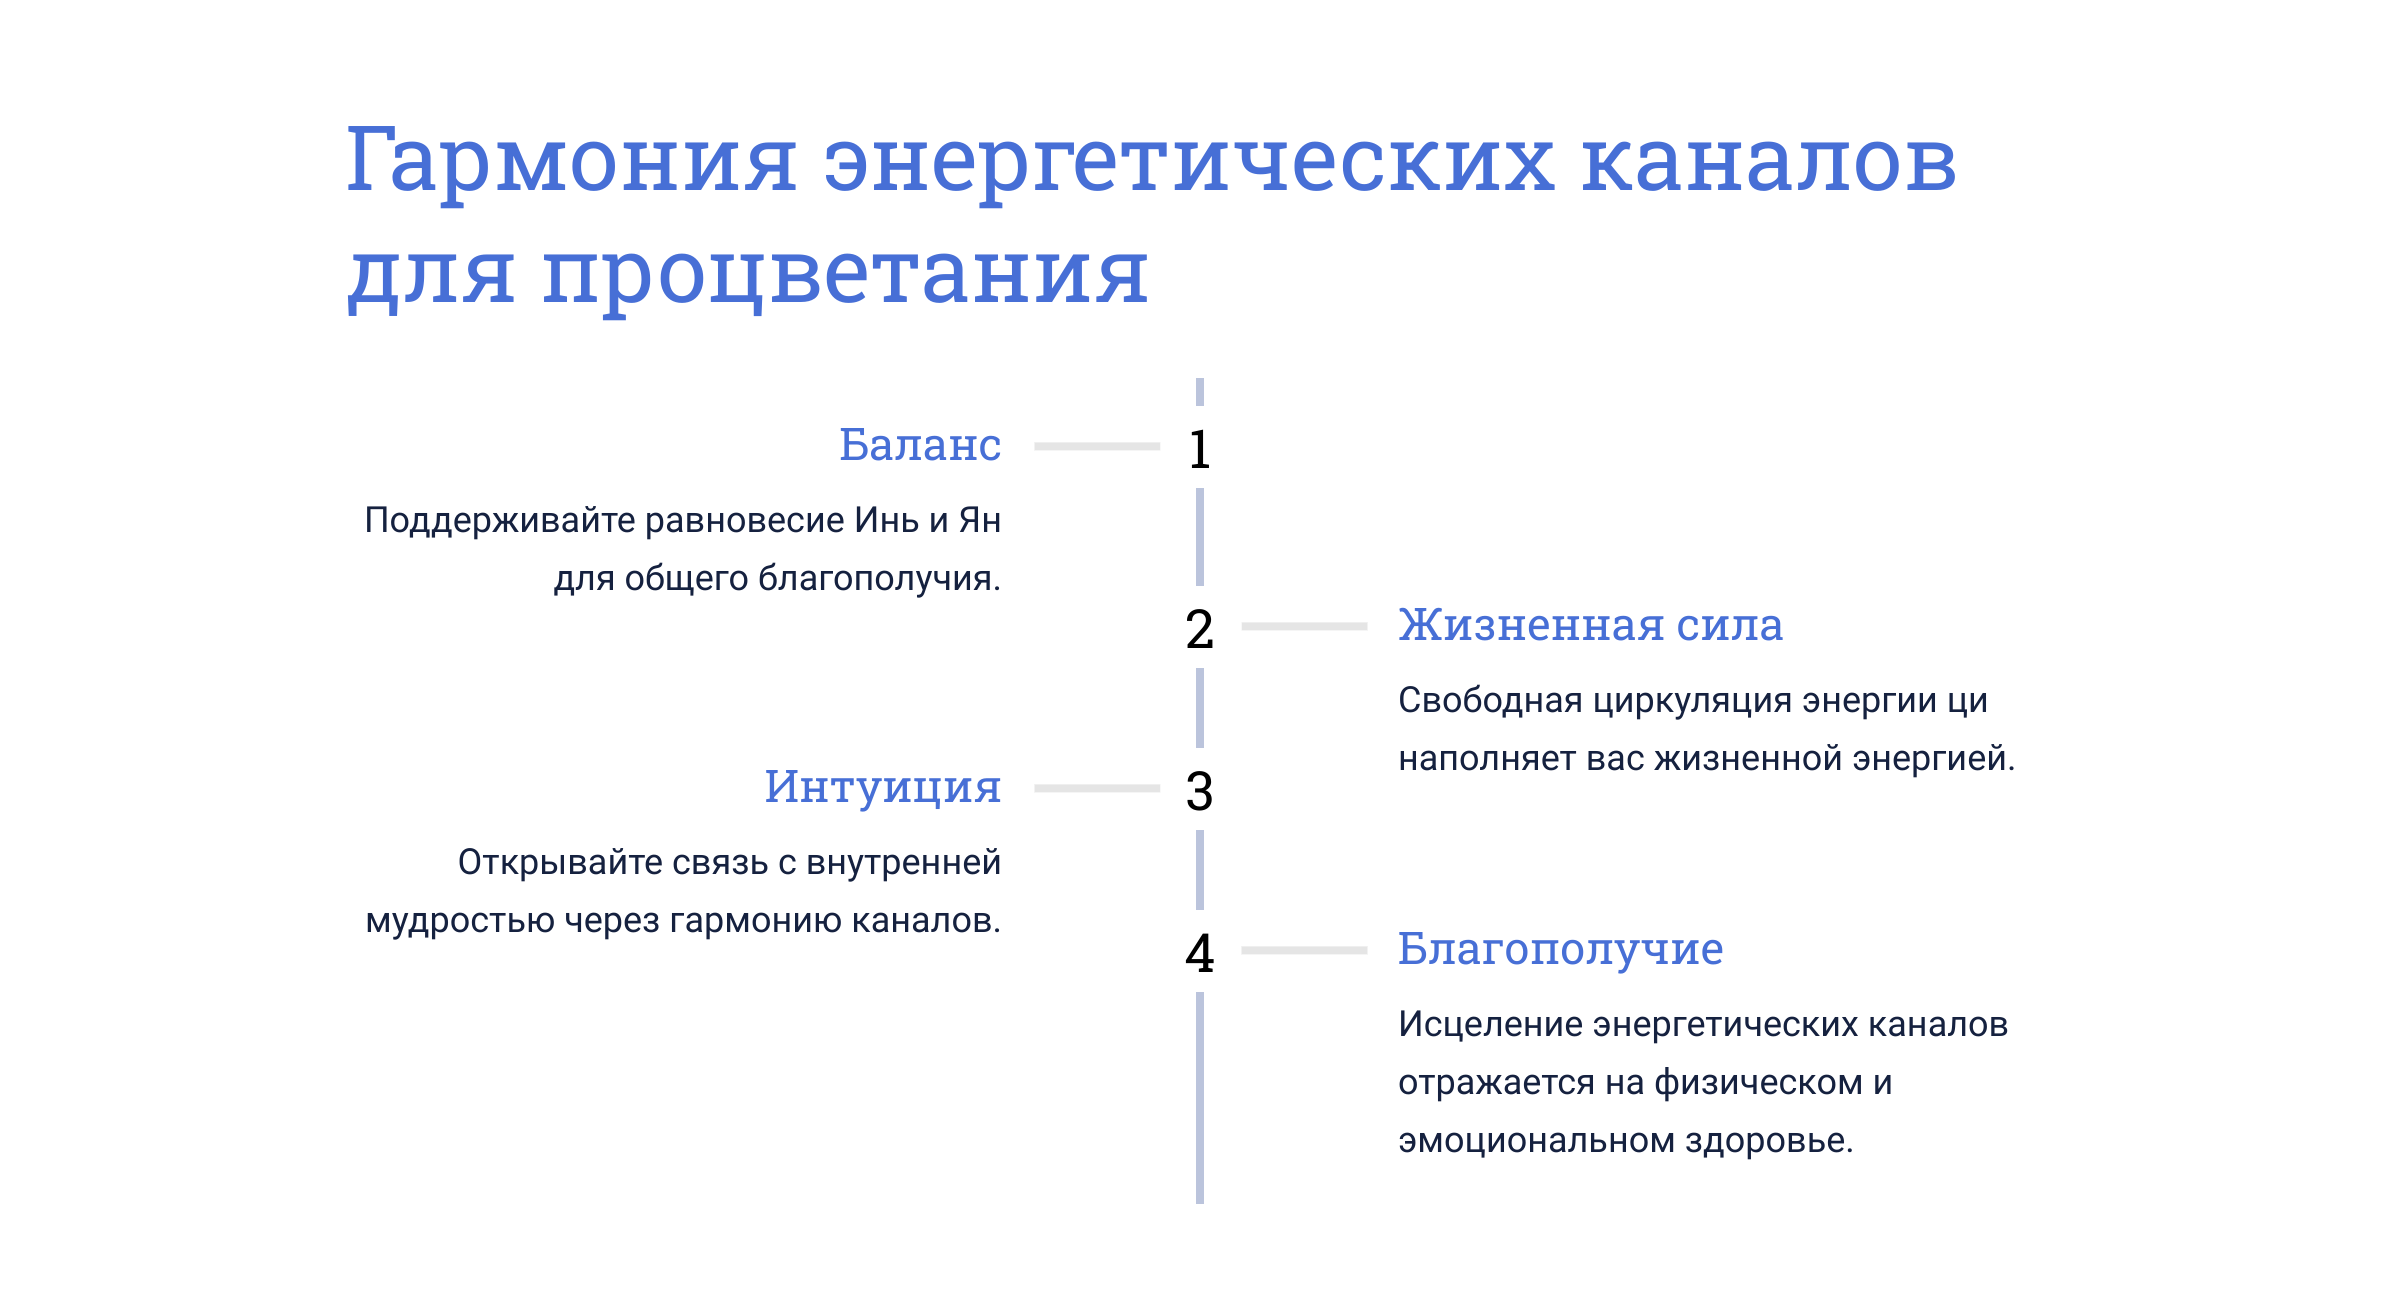 Гармония энергетических каналов
для процветания
Баланс
1
Поддерживайте равновесие Инь и Ян
для общего благополучия.
2
Жизненная сила
Свободная циркуляция энергии ци
наполняет вас жизненной энергией.
Интуиция
3
Открывайте связь с внутренней
мудростью через гармонию каналов.
4
Благополучие
Исцеление энергетических каналов
отражается на физическом и
эмоциональном здоровье.